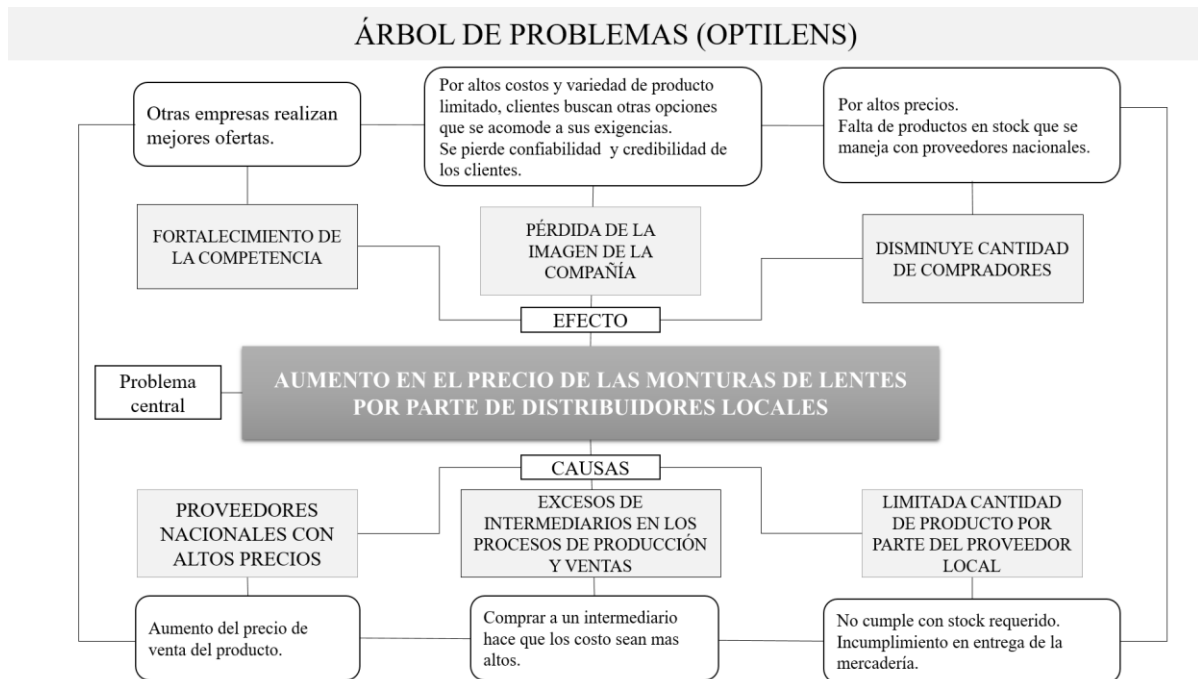 ÁRBOL DE PROBLEMAS (OPTILENS)
Otras empresas realizan
mejores ofertas.
Por altos costos y variedad de producto
limitado, clientes buscan otras opciones
que se acomode a sus exigencias.
Se pierde confiabilidad y credibilidad de
los clientes.
Por altos precios.
Falta de productos en stock que se
maneja con proveedores nacionales.
FORTALECIMIENTO DE
LA COMPETENCIA
PÉRDIDA DE LA
IMAGEN DE LA
COMPAÑÍA
DISMINUYE CANTIDAD
DE COMPRADORES
EFECTO
Problema
central
AUMENTO EN EL PRECIO DE LAS MONTURAS DE LENTES
POR PARTE DE DISTRIBUIDORES LOCALES
CAUSAS
PROVEEDORES
NACIONALES CON
ALTOS PRECIOS
EXCESOS DE
INTERMEDIARIOS EN LOS
PROCESOS DE PRODUCCIÓN
Y VENTAS
LIMITADA CANTIDAD
DE PRODUCTO POR
PARTE DEL PROVEEDOR
LOCAL
Aumento del precio de
venta del producto.
Comprar a un intermediario
hace que los costo sean mas
altos.
No cumple con stock requerido.
Incumplimiento en entrega de la
mercadería.